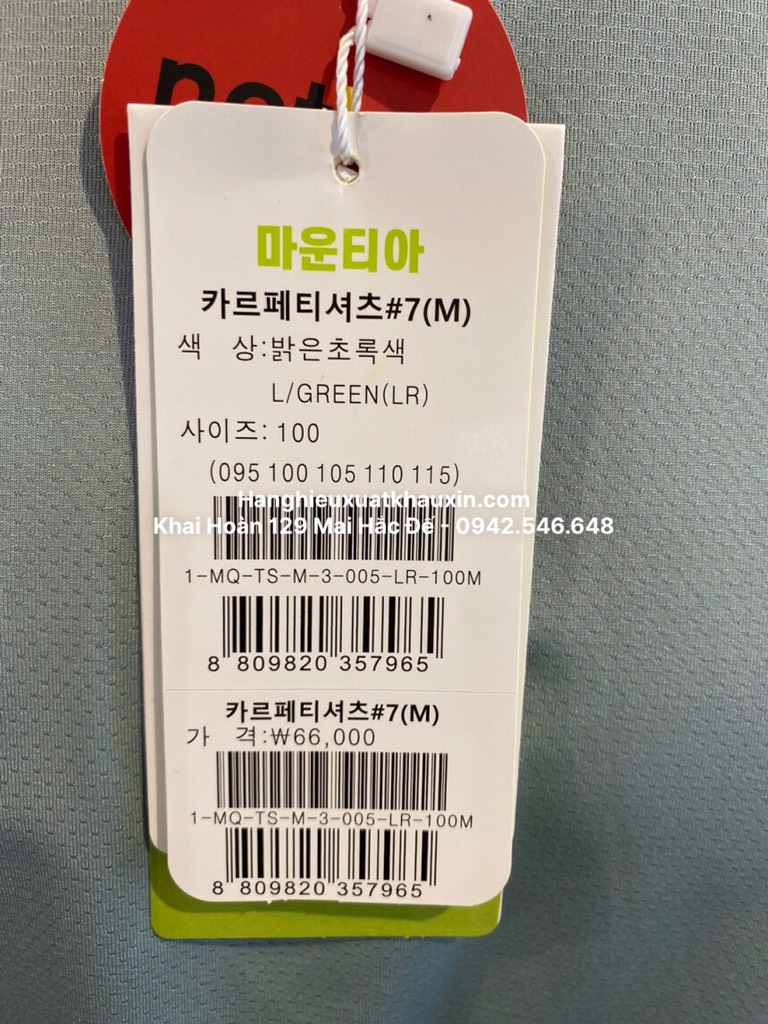 마운티아
카르페티셔츠#7(M)
색 상:밝은초록색
L/GREEN(LR)
사이즈: 100
(095 100 105 110 115)
Hanghieuxuatkhauxin.com
Khai Hoàn 129 Mai Hắc Đế - 0942.546.648
1-MQ-TS-M-3-005-LR-100M
8 809820 357965
카르페티셔츠#7(M)
가 격:₩66,000
1-MQ-TS-M-3-005-LR-100M
8 809820 357965